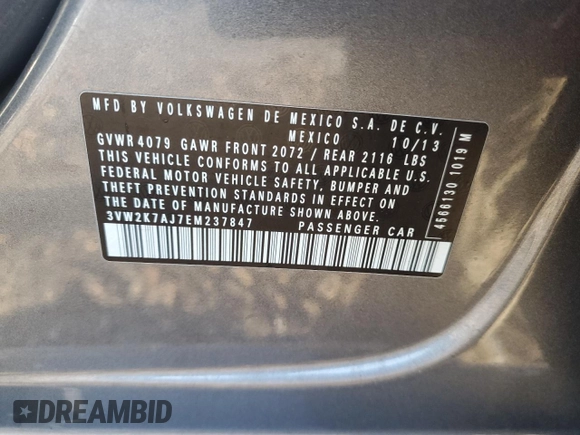 MFD BY VOLKSWAGEN DE MEXICO S.A. DE C.V.
MEXICO 10/13
GVWR 4079 GAWR FRONT 2072 / REAR 2116 LBS
THIS VEHICLE CONFORMS TO ALL APPLICABLE U.S.
FEDERAL MOTOR VEHICLE SAFETY, BUMPER AND
THEFT PREVENTION STANDARDS IN EFFECT ON
THE DATE OF MANUFACTURE SHOWN ABOVE.
3VW2K7AJ7EM237847 PASSENGER CAR
4566130 1019 M
DREAMBID